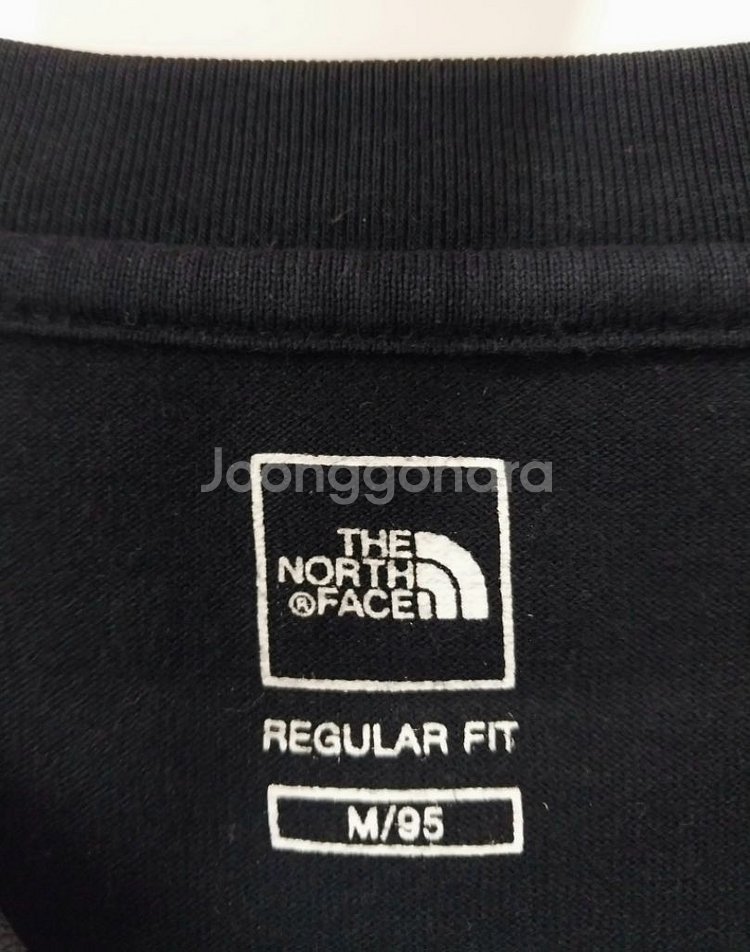 Joonggonara
THE
NORTH
®FACE
REGULAR FIT
M/95